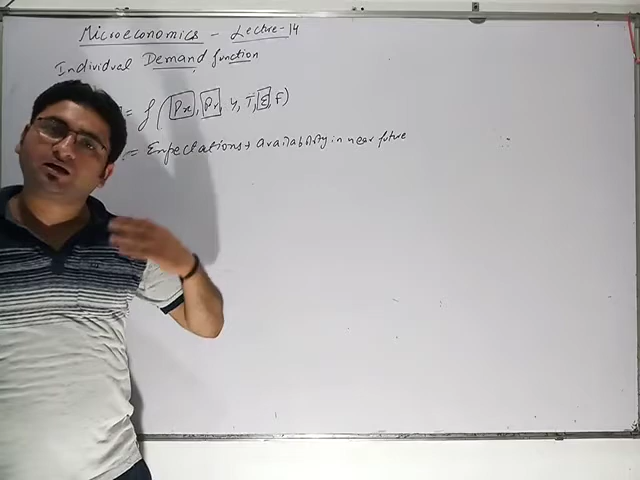 Microeconomics - Lecture-14
Individual Demand function
= f(Px, Pr, Y, T, E, F)
= Expectations + availability in near future